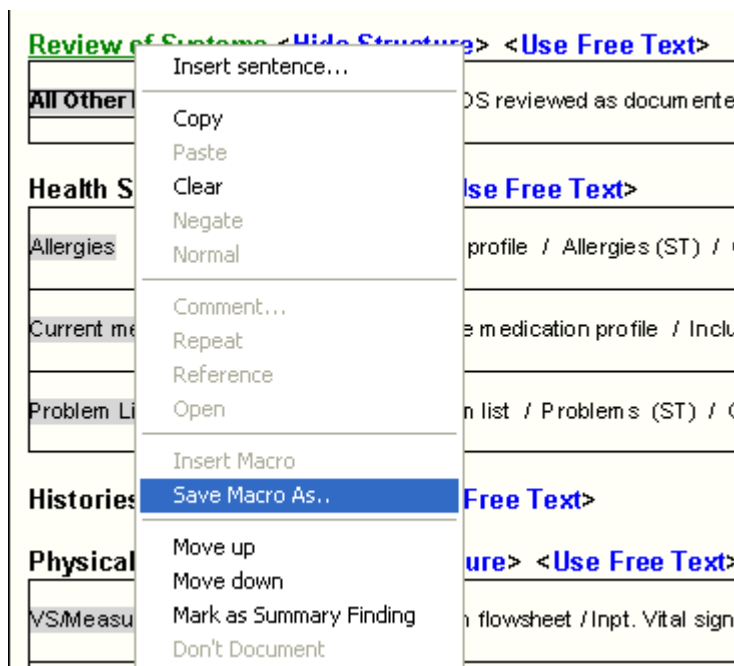 Review of Systems <Hide Structure> <Use Free Text>
Insert sentence...
All Other OS reviewed as documente
Copy
Paste
Clear
Health S Use Free Text>
Negate
Allergies profile / Allergies (ST) /
Normal
Comment...
Current me e medication profile / Inclu
Repeat
Reference
Problem Li n list / Problems (ST) /
Open
Insert Macro
Histories Free Text>
Save Macro As..
Move up
Physical ure> <Use Free Text>
Move down
VS/Measu n flowsheet / Inpt. Vital sign
Mark as Summary Finding
Don't Document